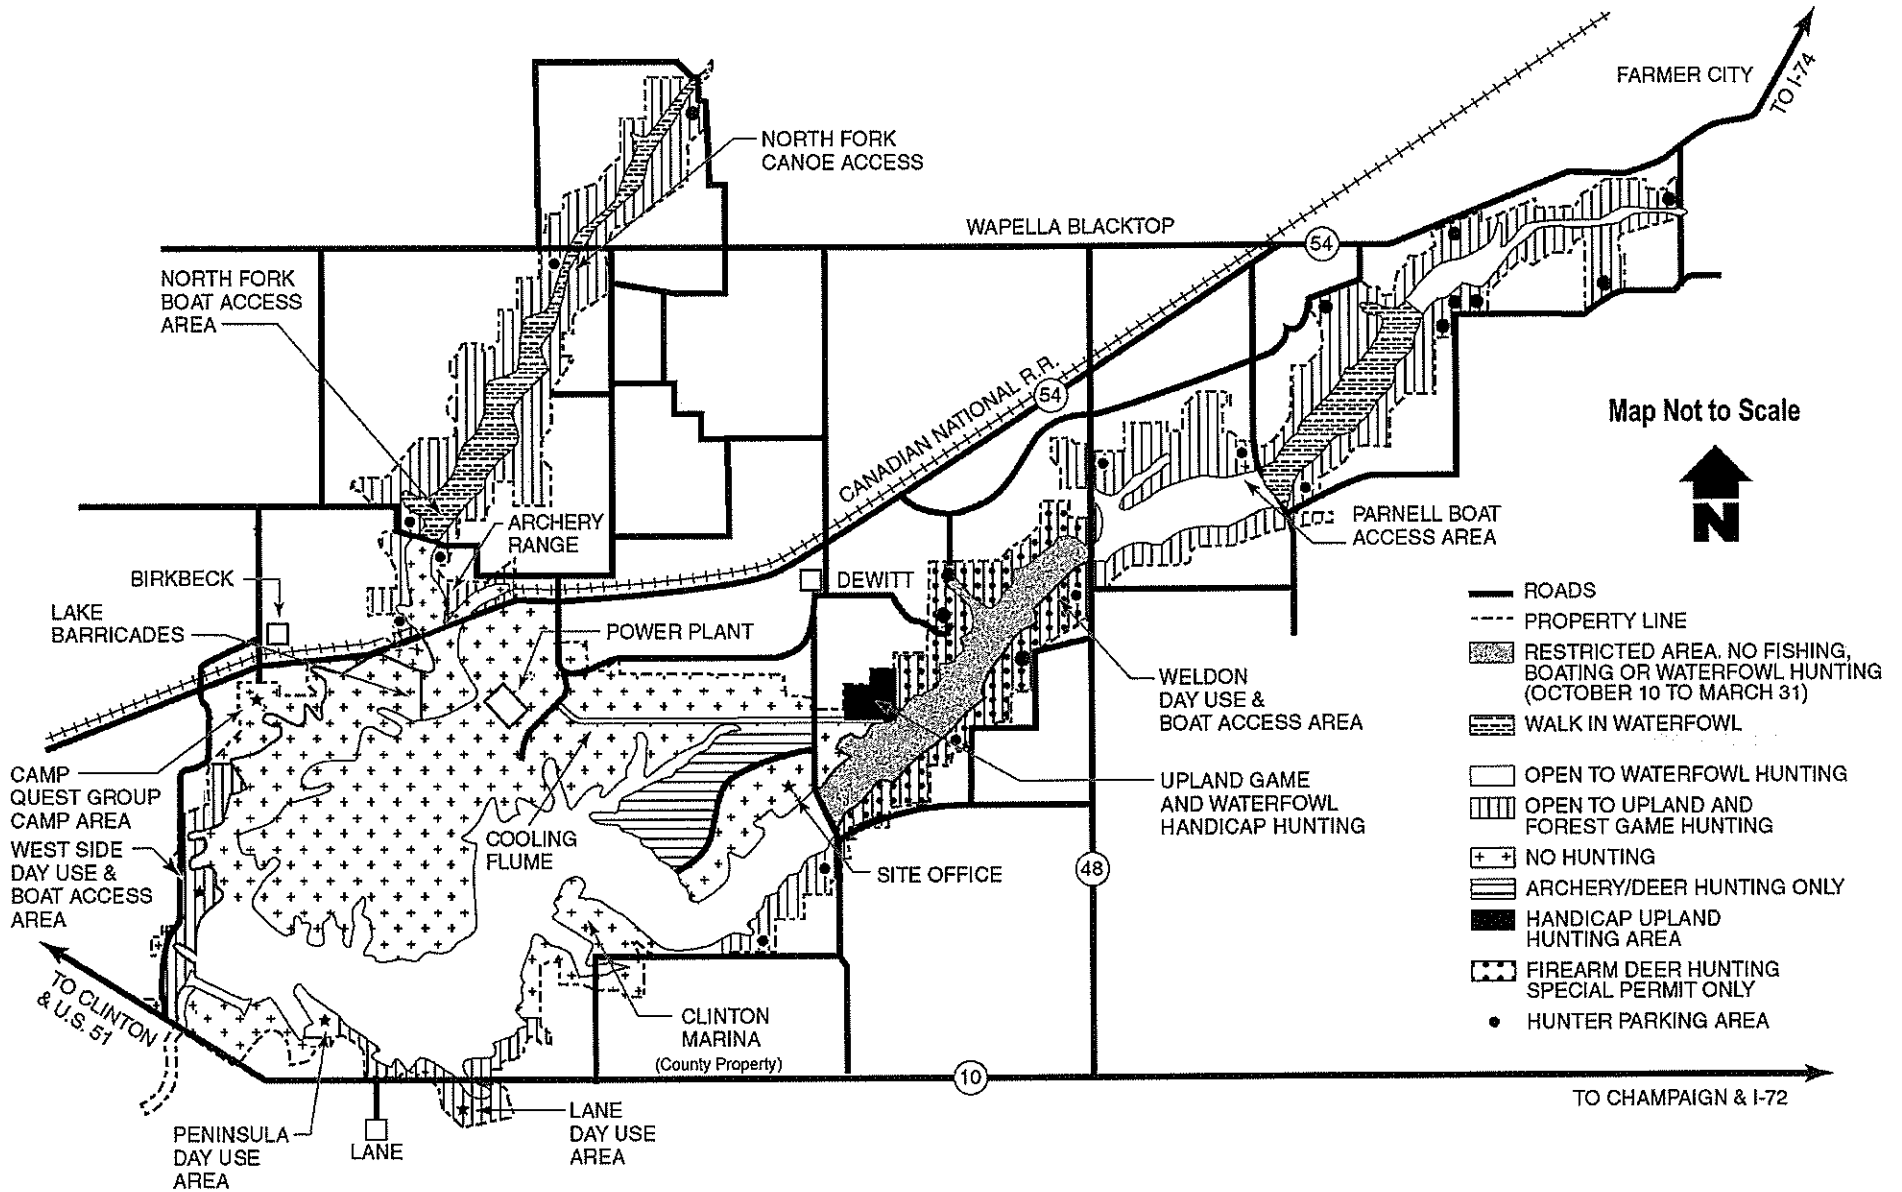 FARMER CITY
TO I-74
NORTH FORK
CANOE ACCESS
WAPELLA BLACKTOP
54
NORTH FORK
BOAT ACCESS
AREA
CANADIAN NATIONAL R.R.
54
Map Not to Scale
N
ARCHERY
RANGE
PARNELL BOAT
ACCESS AREA
BIRKBECK
DEWITT
LAKE
BARRICADES
POWER PLANT
ROADS
PROPERTY LINE
RESTRICTED AREA. NO FISHING,
BOATING OR WATERFOWL HUNTING
(OCTOBER 10 TO MARCH 31)
WALK IN WATERFOWL
OPEN TO WATERFOWL HUNTING
OPEN TO UPLAND AND
FOREST GAME HUNTING
NO HUNTING
ARCHERY/DEER HUNTING ONLY
HANDICAP UPLAND
HUNTING AREA
FIREARM DEER HUNTING
SPECIAL PERMIT ONLY
HUNTER PARKING AREA
WELDON
DAY USE &
BOAT ACCESS AREA
UPLAND GAME
AND WATERFOWL
HANDICAP HUNTING
CAMP
QUEST GROUP
CAMP AREA
WEST SIDE
DAY USE &
BOAT ACCESS
AREA
COOLING
FLUME
SITE OFFICE
48
TO CLINTON
& U.S. 51
CLINTON
MARINA
(County Property)
10
TO CHAMPAIGN & I-72
PENINSULA
DAY USE
AREA
LANE
LANE
DAY USE
AREA